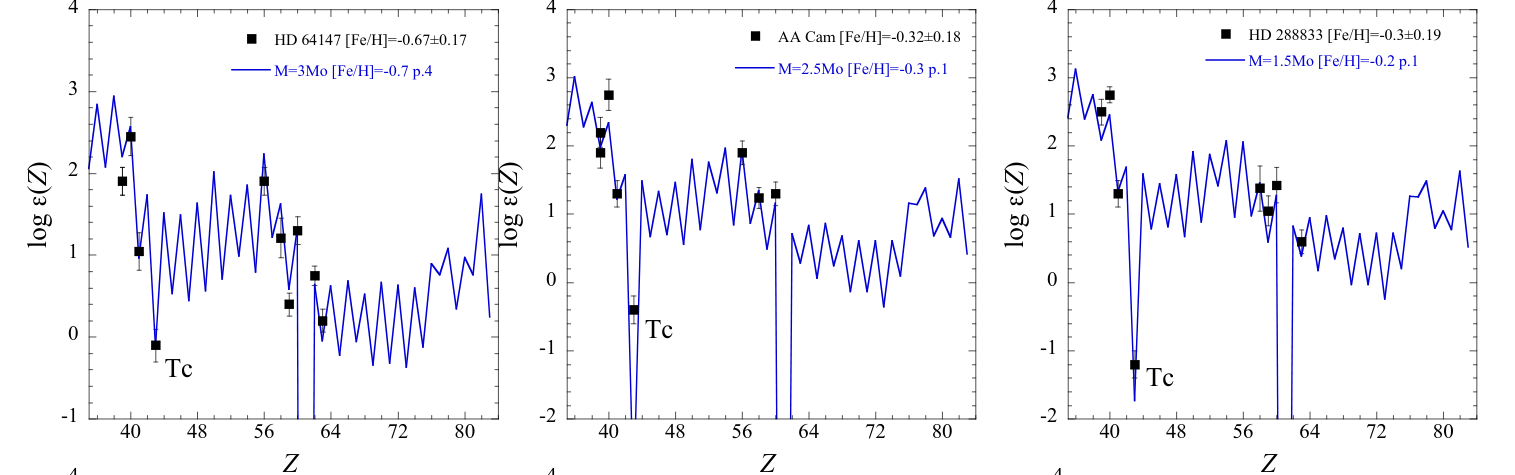 4
3
2
1
0
-1
log ε(Z)
HD 64147 [Fe/H]=-0.67±0.17
M=3Mo [Fe/H]=-0.7 p.4
Tc
40 48 56 64 72 80
Z
4
3
2
1
0
-1
-2
log ε(Z)
AA Cam [Fe/H]=-0.32±0.18
M=2.5Mo [Fe/H]=-0.3 p.1
Tc
40 48 56 64 72 80
Z
4
3
2
1
0
-1
-2
log ε(Z)
HD 288833 [Fe/H]=-0.3±0.19
M=1.5Mo [Fe/H]=-0.2 p.1
Tc
40 48 56 64 72 80
Z